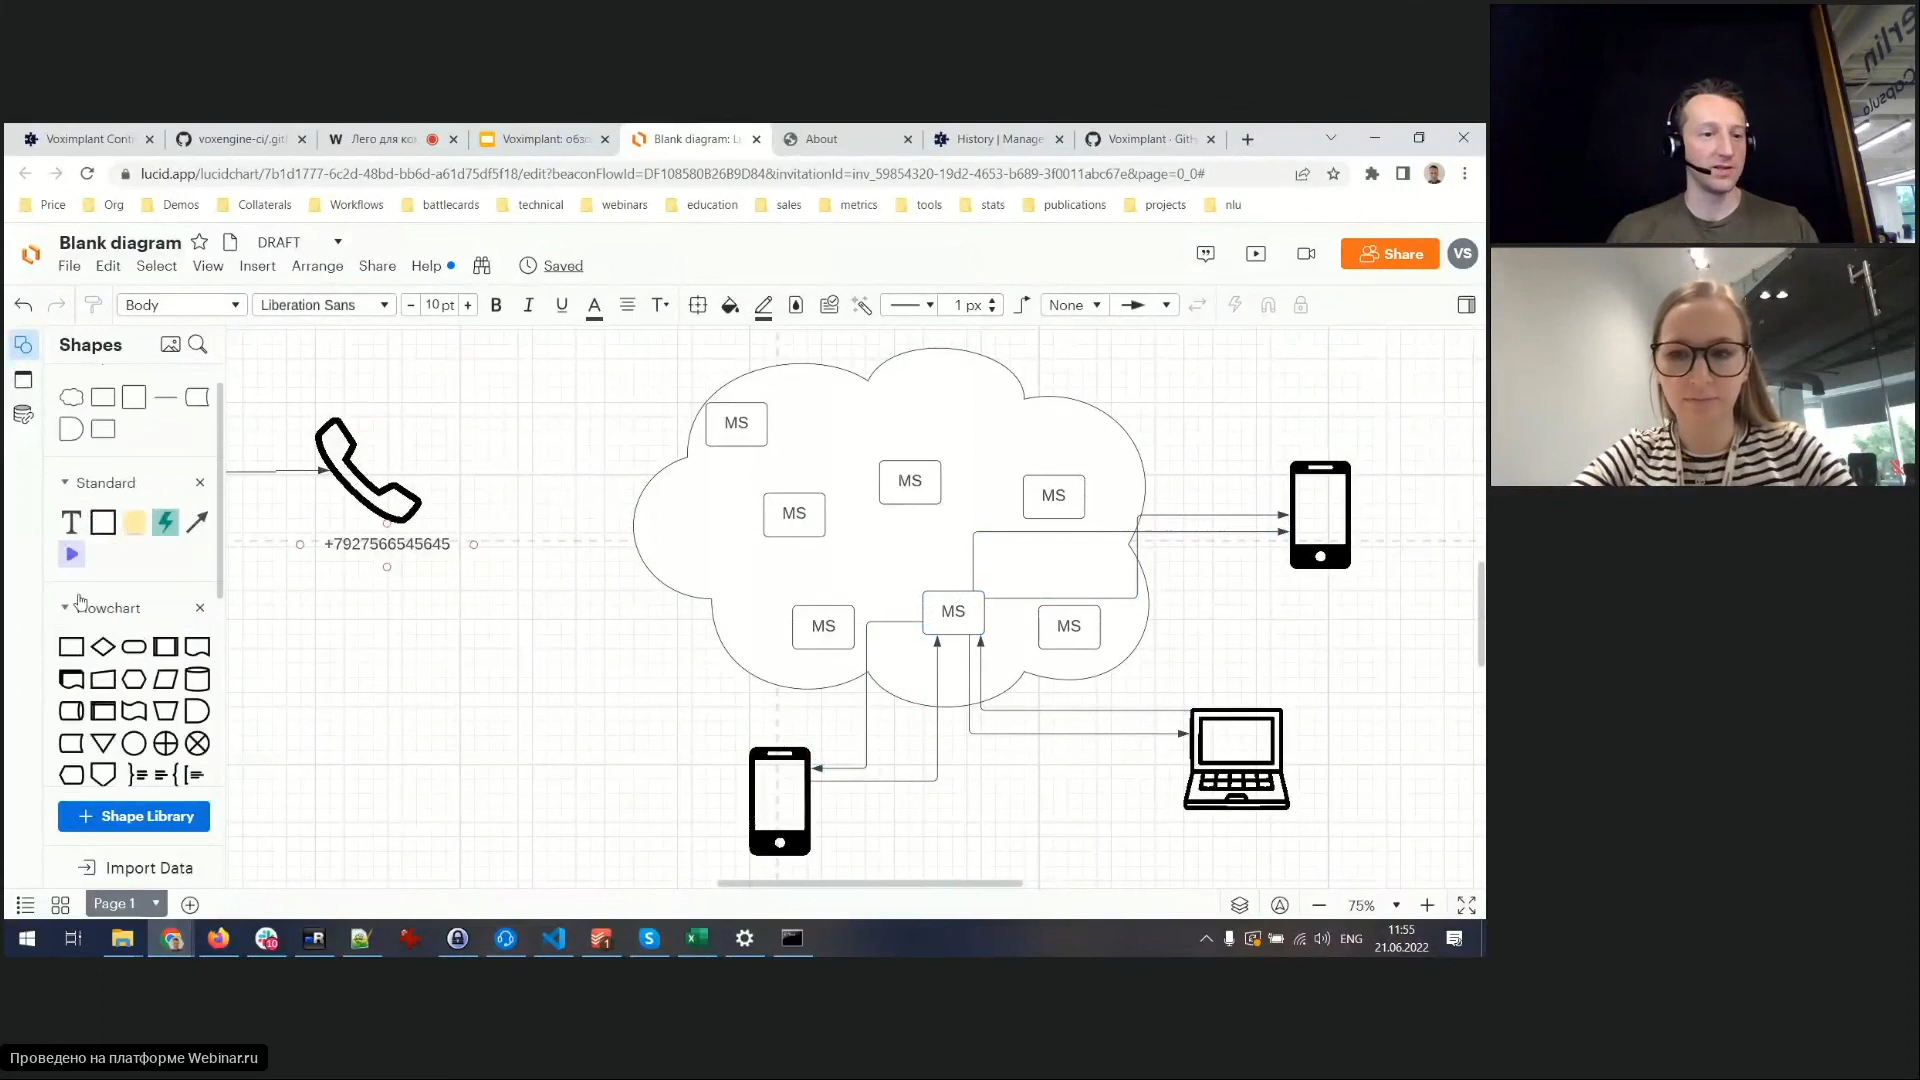 Voximplant Conti
voxengine-ci/.git
Лего для ко
Voximplant: обзо
Blank diagram: L
About
History | Manage
Voximplant · Gith
lucid.app/lucidchart/7b1d1777-6c2d-48bd-bb6d-a61d75df5f18/edit?beaconFlowId=DF108580B26B9D84&invitationId=inv_59854320-19d2-4653-b689-3f0011abc67e&page=0_0#
Price Org Demos Collaterals Workflows battlecards technical webinars education sales metrics tools stats publications projects nlu
Blank diagram DRAFT
File Edit Select View Insert Arrange Share Help Saved
Share VS
Body Liberation Sans 10 pt B I U A T 1 px None
Shapes
Standard
T
+7927566545645
Flowchart
MS
MS
MS
MS
MS
MS
MS
Shape Library
Import Data
Page 1
75%
ENG
11:55
21.06.2022
Проведено на платформе Webinar.ru
erlin
Capsulo